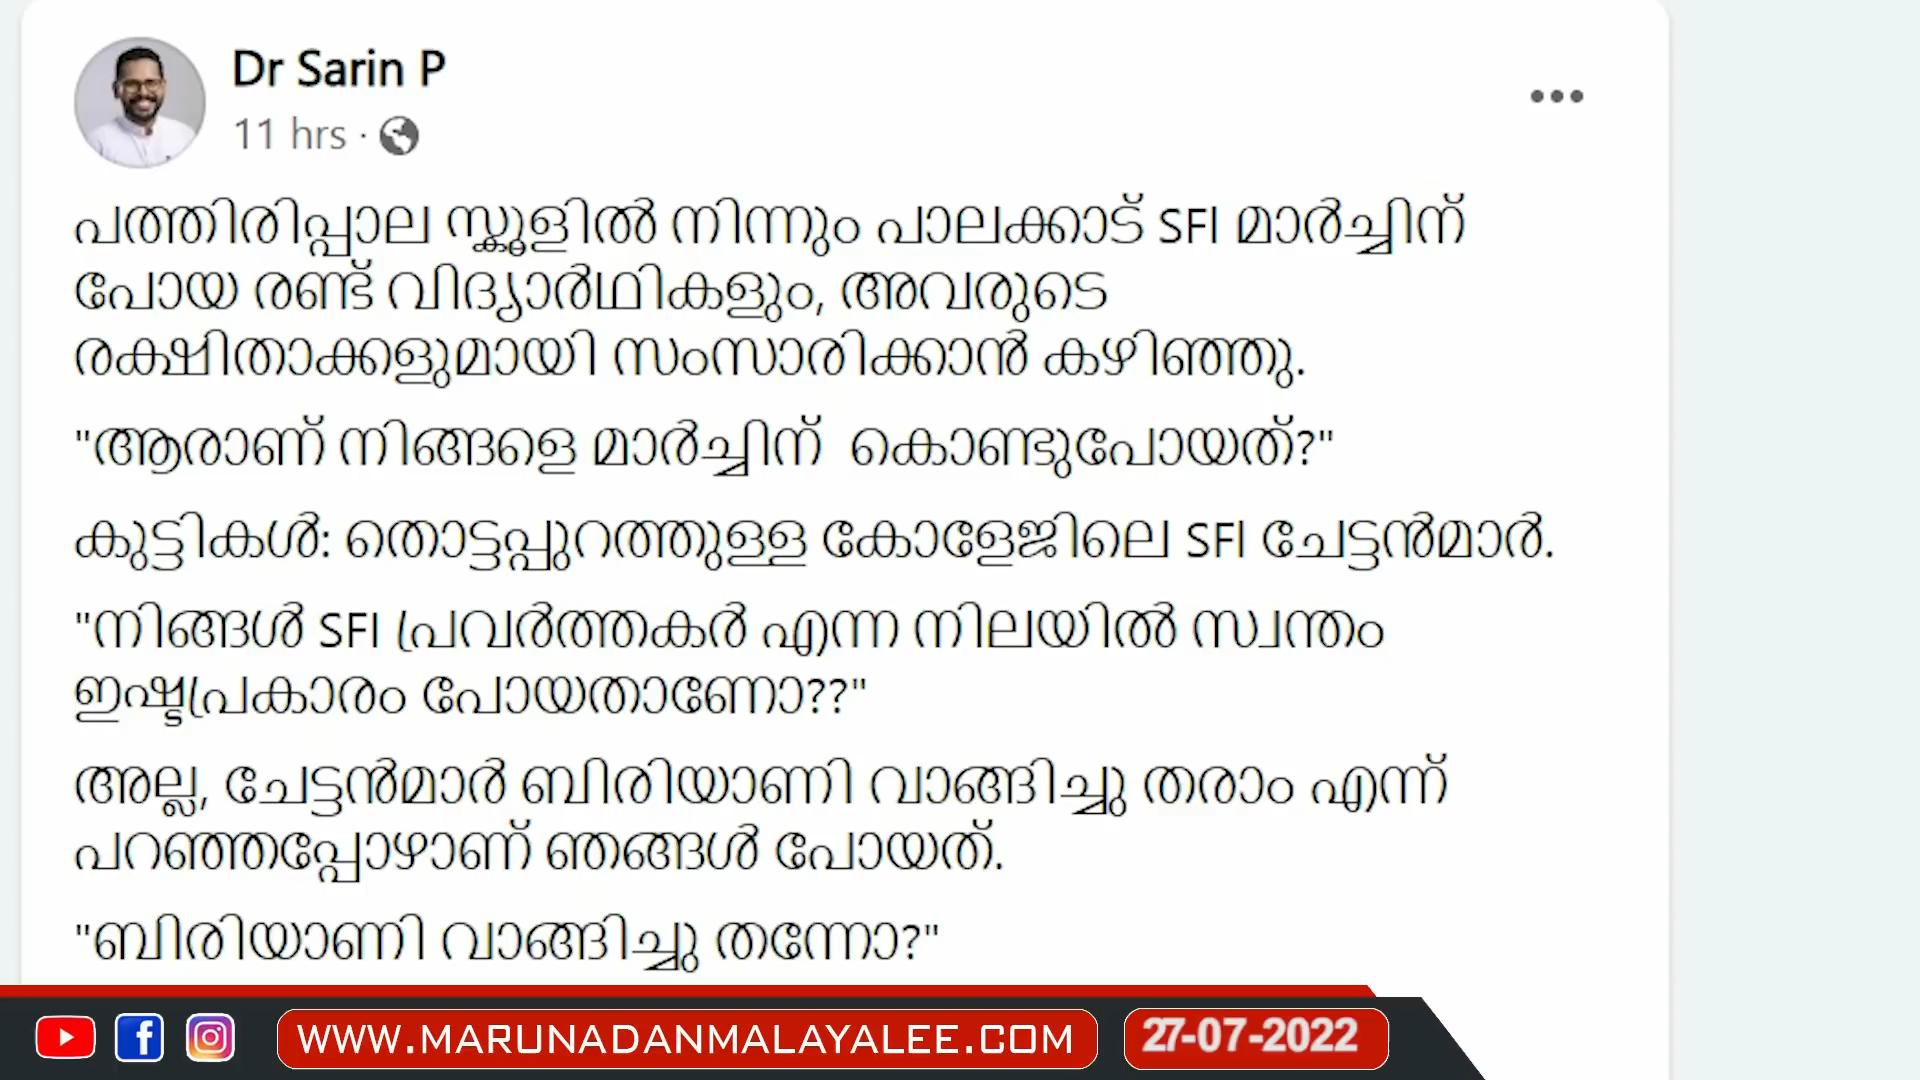 Dr Sarin P
11 hrs ·
പത്തിരിപ്പാല സ്കൂളിൽ നിന്നും പാലക്കാട് SFI മാർച്ചിന്
പോയ രണ്ട് വിദ്യാർഥികളും, അവരുടെ
രക്ഷിതാക്കളുമായി സംസാരിക്കാൻ കഴിഞ്ഞു.
"ആരാണ് നിങ്ങളെ മാർച്ചിന് കൊണ്ടുപോയത്?"
കുട്ടികൾ: തൊട്ടപ്പുറത്തുള്ള കോളേജിലെ SFI ചേട്ടൻമാർ.
"നിങ്ങൾ SFI പ്രവർത്തകർ എന്ന നിലയിൽ സ്വന്തം
ഇഷ്ടപ്രകാരം പോയതാണോ??"
അല്ല, ചേട്ടൻമാർ ബിരിയാണി വാങ്ങിച്ചു തരാം എന്ന്
പറഞ്ഞപ്പോഴാണ് ഞങ്ങൾ പോയത്.
"ബിരിയാണി വാങ്ങിച്ചു തന്നോ?"
WWW.MARUNADANMALAYALEE.COM
27-07-2022